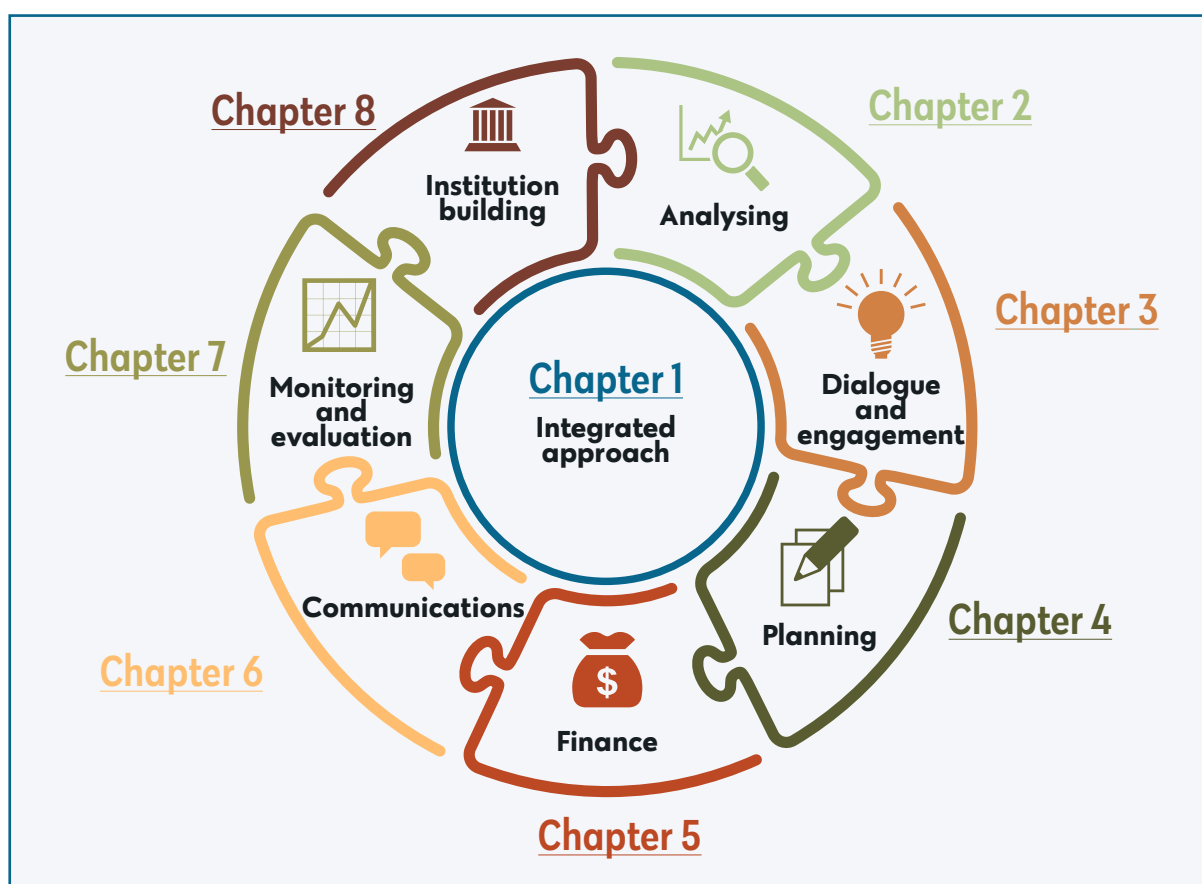 Chapter 1
Integrated
approach
Chapter 2
Analysing
Chapter 3
Dialogue
and
engagement
Chapter 4
Planning
Chapter 5
$
Finance
Chapter 6
Communications
Chapter 7
Monitoring
and
evaluation
Chapter 8
Institution
building